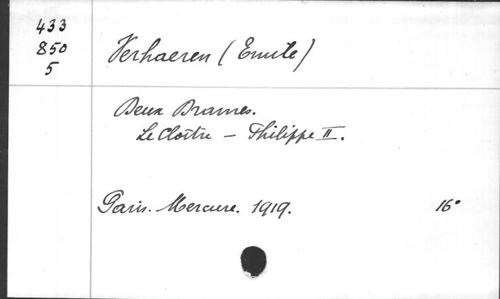 433
850
5
Verhaeren (Emile)
Deux Drames.
Le Cloître — Philippe II.
Paris. Mercure. 1919. 16°